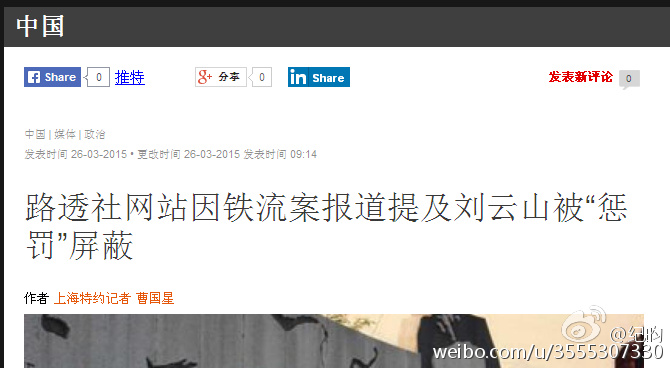 中国
Share 0 推特 g+ 分享 0 in Share 发表新评论 0
中国 | 媒体 | 政治
发表时间 26-03-2015 • 更改时间 26-03-2015 发表时间 09:14
路透社网站因铁流案报道提及刘云山被“惩
罚”屏蔽
作者 上海特约记者 曹国星
@纪昀
weibo.com/u/3555307330